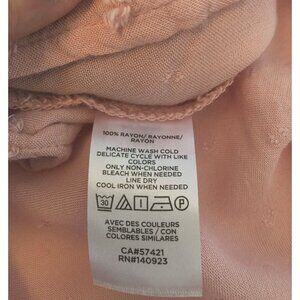 100% RAYON/ RAYONNE/
RAYON
MACHINE WASH COLD
DELICATE CYCLE WITH LIKE
COLORS
ONLY NON-CHLORINE
BLEACH WHEN NEEDED
LINE DRY
COOL IRON WHEN NEEDED
30 P
AVEC DES COULEURS
SEMBLABLES / CON
COLORES SIMILARES
CA#57421
RN#140923